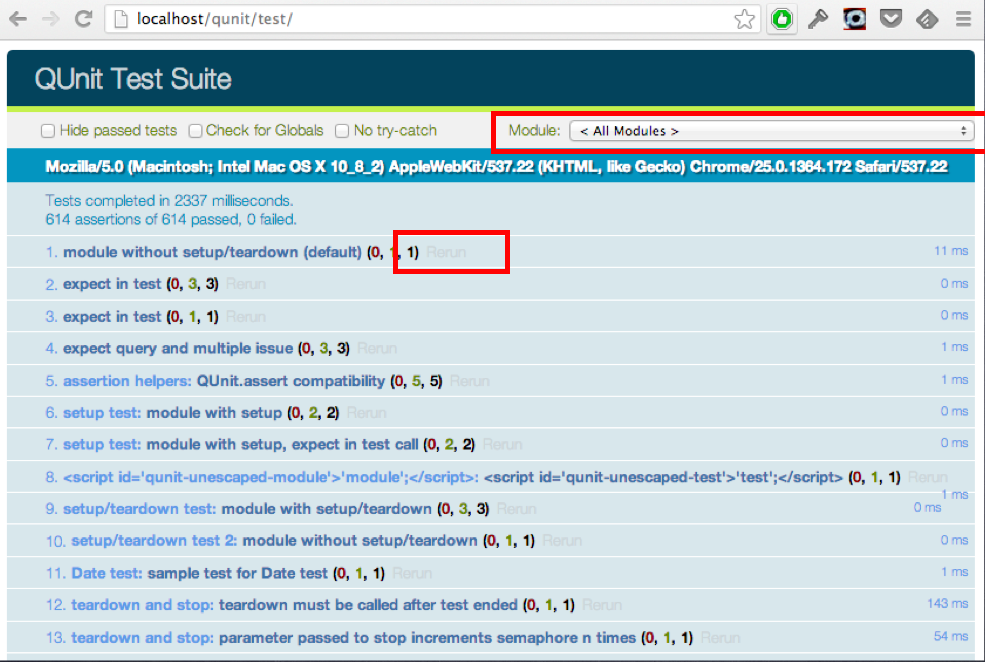 localhost/qunit/test/
QUnit Test Suite
Hide passed tests Check for Globals No try-catch Module: < All Modules >
Mozilla/5.0 (Macintosh; Intel Mac OS X 10_8_2) AppleWebKit/537.22 (KHTML, like Gecko) Chrome/25.0.1364.172 Safari/537.22
Tests completed in 2337 milliseconds.
614 assertions of 614 passed, 0 failed.
1. module without setup/teardown (default) (0, 1, 1) Rerun 11 ms
2. expect in test (0, 3, 3) Rerun 0 ms
3. expect in test (0, 1, 1) Rerun 0 ms
4. expect query and multiple issue (0, 3, 3) Rerun 1 ms
5. assertion helpers: QUnit.assert compatibility (0, 5, 5) Rerun 1 ms
6. setup test: module with setup (0, 2, 2) Rerun 0 ms
7. setup test: module with setup, expect in test call (0, 2, 2) Rerun 0 ms
8. <script id='qunit-unescaped-module'>'module';</script>: <script id='qunit-unescaped-test'>'test';</script> (0, 1, 1) Rerun
1 ms
9. setup/teardown test: module with setup/teardown (0, 3, 3) Rerun 0 ms
10. setup/teardown test 2: module without setup/teardown (0, 1, 1) Rerun 0 ms
11. Date test: sample test for Date test (0, 1, 1) Rerun 1 ms
12. teardown and stop: teardown must be called after test ended (0, 1, 1) Rerun 143 ms
13. teardown and stop: parameter passed to stop increments semaphore n times (0, 1, 1) Rerun 54 ms